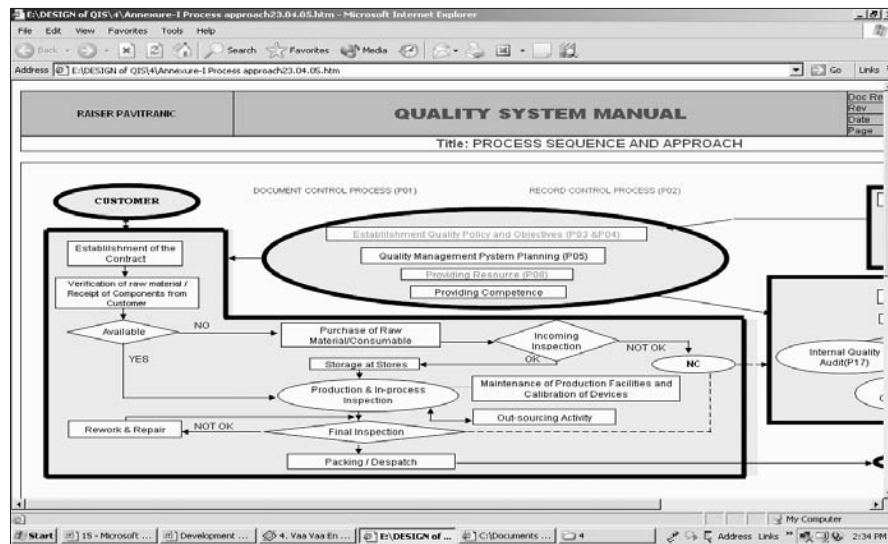 E:\DESIGN of QIS\4\Annexure-I Process approach23.04.05.htm - Microsoft Internet Explorer
File Edit View Favorites Tools Help
Back Search Favorites Media
Address E:\DESIGN of QIS\4\Annexure-I Process approach23.04.05.htm Go Links
RAISER PAVITRANIC
QUALITY SYSTEM MANUAL
Doc Re
Rev
Date
Page
Title: PROCESS SEQUENCE AND APPROACH
DOCUMENT CONTROL PROCESS (P01)
RECORD CONTROL PROCESS (P02)
CUSTOMER
Establishment Quality Policy and Objectives (P03 &P04)
Quality Management System Planning (P05)
Providing Resource (P08)
Providing Competence
Establilshment of the
Contract
Verification of raw material /
Receipt of Components from
Customer
Available
NO
YES
Purchase of Raw
Material/Consumable
Incoming
Inspection
OK
NOT OK
NC
Internal Quality
Audit(P17)
Storage at Stores
Production & In-process
Inspection
Maintenance of Production Facilities and
Calibration of Devices
Out-sourcing Activity
Rework & Repair
NOT OK
Final Inspection
Packing / Despatch
My Computer
Start 15 - Microsoft ... Development ... 4. Vaa Vaa En ... E:\DESIGN of ... C:\Documents ... 4 Address Links 2:34 PM